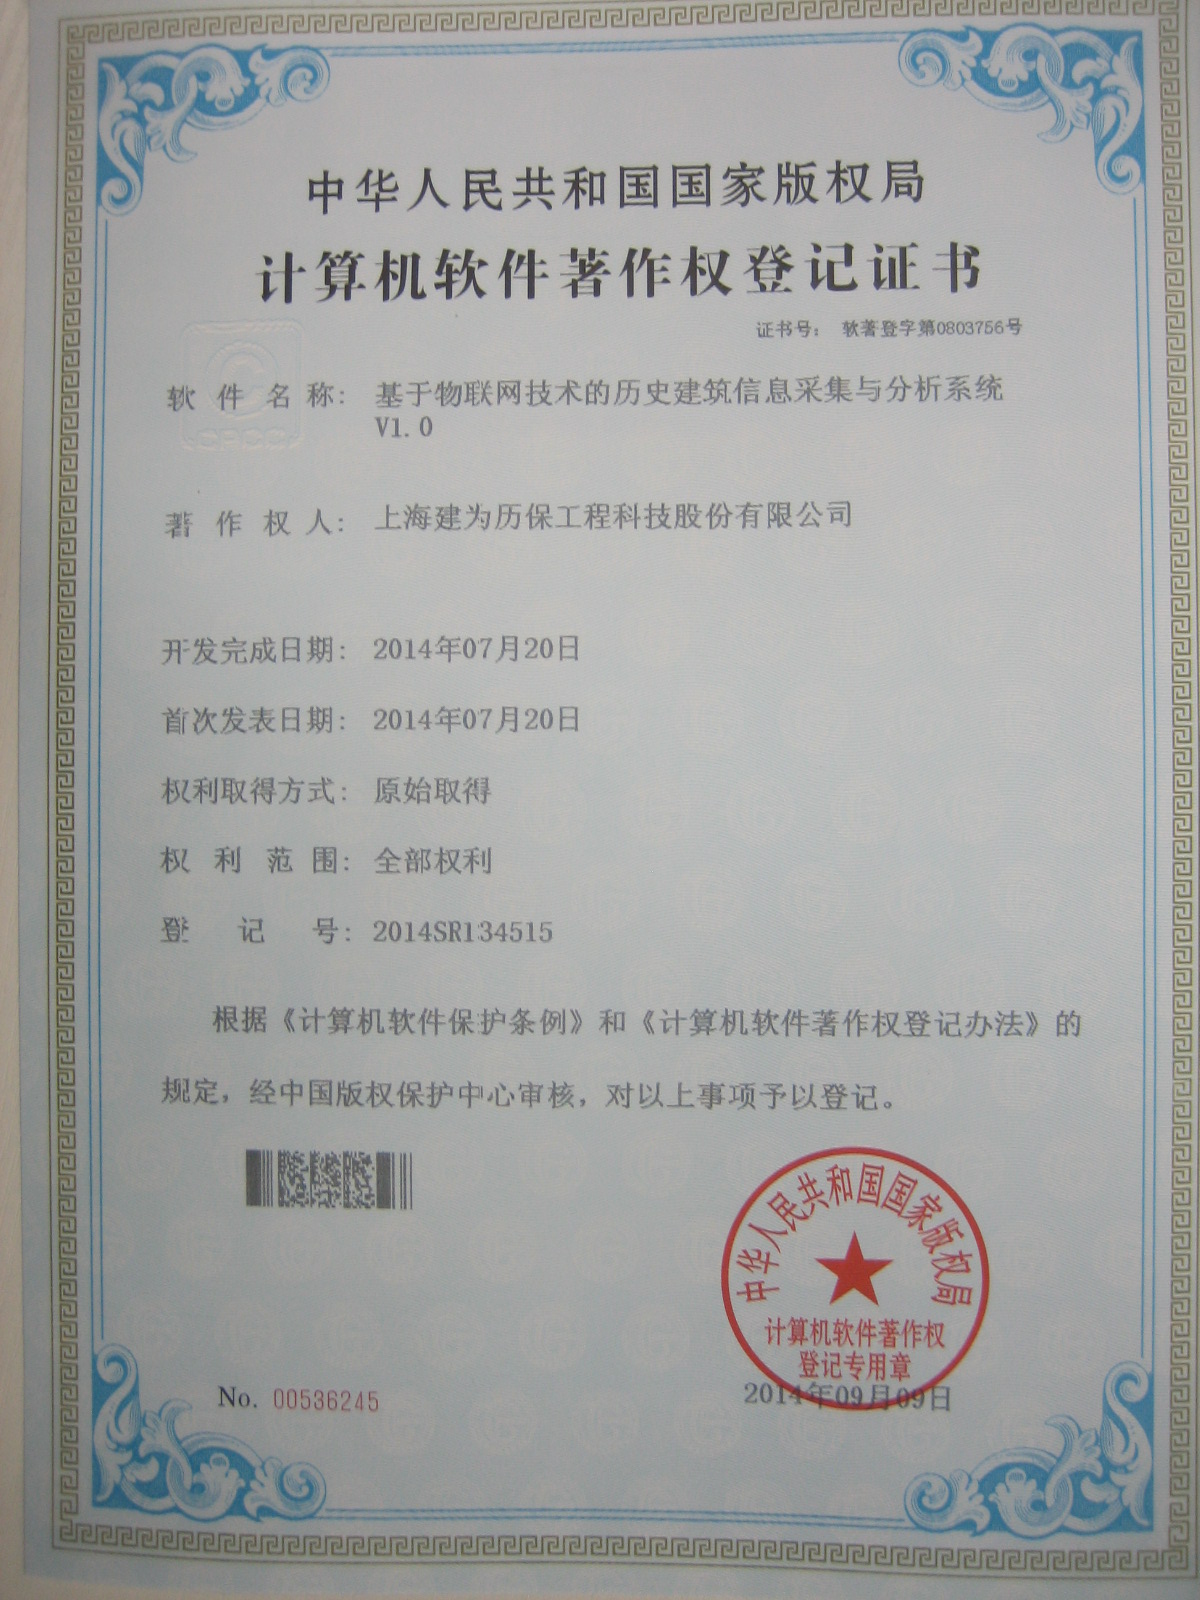 中华人民共和国国家版权局
计算机软件著作权登记证书
证书号： 软著登字第0803756号
软件名称： 基于物联网技术的历史建筑信息采集与分析系统
V1.0
CPCC
著作权人： 上海建为历保工程科技股份有限公司
开发完成日期： 2014年07月20日
首次发表日期： 2014年07月20日
权利取得方式： 原始取得
权利范围： 全部权利
登记号： 2014SR134515
根据《计算机软件保护条例》和《计算机软件著作权登记办法》的
规定，经中国版权保护中心审核，对以上事项予以登记。
中华人民共和国国家版权局
计算机软件著作权
登记专用章
No. 00536245
2014年09月09日